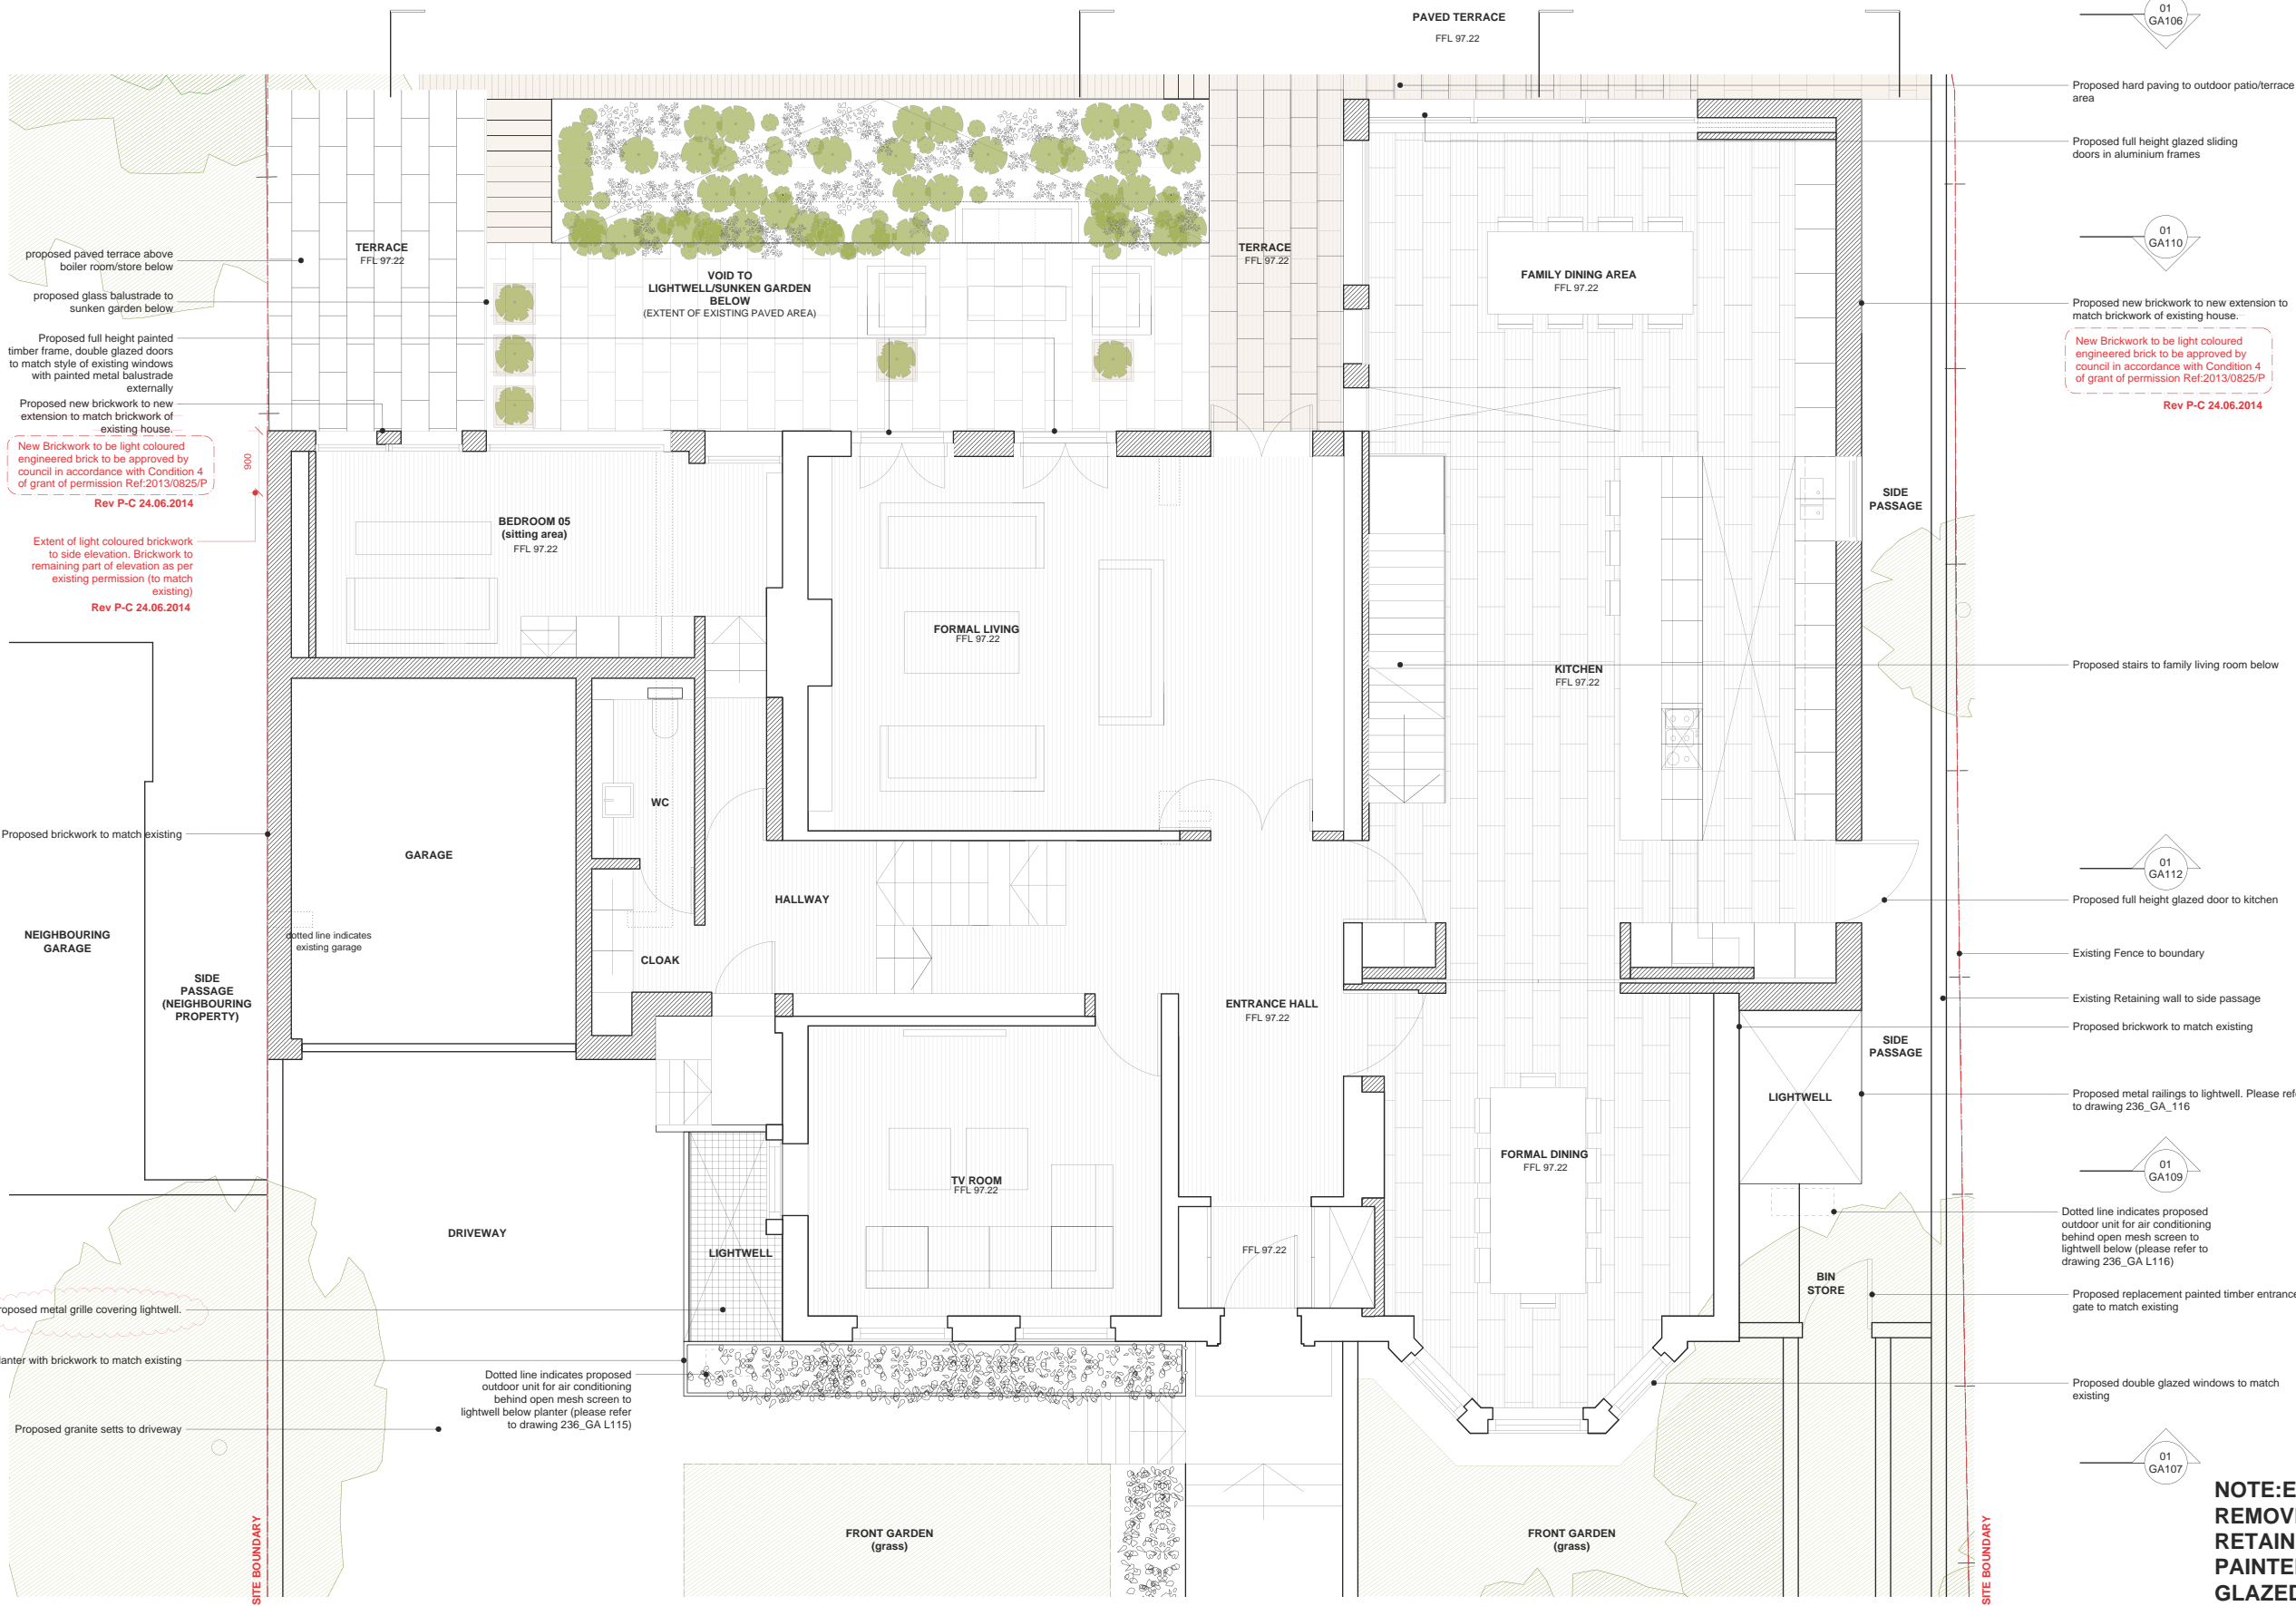 PAVED TERRACE
FFL 97.22
01
GA106
Proposed hard paving to outdoor patio/terrace
area
Proposed full height glazed sliding
doors in aluminium frames
01
GA110
Proposed new brickwork to new extension to
match brickwork of existing house.
New Brickwork to be light coloured
engineered brick to be approved by
council in accordance with Condition 4
of grant of permission Ref:2013/0825/P
Rev P-C 24.06.2014
TERRACE
FFL 97.22
proposed paved terrace above
boiler room/store below
proposed glass balustrade to
sunken garden below
Proposed full height painted
timber frame, double glazed doors
to match style of existing windows
with painted metal balustrade
externally
Proposed new brickwork to new
extension to match brickwork of
existing house.
New Brickwork to be light coloured
engineered brick to be approved by
council in accordance with Condition 4
of grant of permission Ref:2013/0825/P
Rev P-C 24.06.2014
900
Extent of light coloured brickwork
to side elevation. Brickwork to
remaining part of elevation as per
existing permission (to match
existing)
Rev P-C 24.06.2014
VOID TO
LIGHTWELL/SUNKEN GARDEN
BELOW
(EXTENT OF EXISTING PAVED AREA)
TERRACE
FFL 97.22
FAMILY DINING AREA
FFL 97.22
SIDE
PASSAGE
BEDROOM 05
(sitting area)
FFL 97.22
FORMAL LIVING
FFL 97.22
KITCHEN
FFL 97.22
Proposed stairs to family living room below
WC
Proposed brickwork to match existing
GARAGE
HALLWAY
01
GA112
Proposed full height glazed door to kitchen
NEIGHBOURING
GARAGE
dotted line indicates
existing garage
CLOAK
Existing Fence to boundary
SIDE
PASSAGE
(NEIGHBOURING
PROPERTY)
ENTRANCE HALL
FFL 97.22
Existing Retaining wall to side passage
Proposed brickwork to match existing
SIDE
PASSAGE
LIGHTWELL
Proposed metal railings to lightwell. Please
to drawing 236_GA_116
FORMAL DINING
FFL 97.22
01
GA109
TV ROOM
FFL 97.22
DRIVEWAY
LIGHTWELL
FFL 97.22
Dotted line indicates proposed
outdoor unit for air conditioning
behind open mesh screen to
lightwell below (please refer to
drawing 236_GA L116)
BIN
STORE
Proposed replacement painted timber entrance
gate to match existing
roposed metal grille covering lightwell.
lanter with brickwork to match existing
Dotted line indicates proposed
outdoor unit for air conditioning
behind open mesh screen to
lightwell below planter (please refer
to drawing 236_GA L115)
Proposed double glazed windows to match
existing
Proposed granite setts to driveway
01
GA107
SITE BOUNDARY
FRONT GARDEN
(grass)
FRONT GARDEN
(grass)
SITE BOUNDARY
NOTE:E
REMOV
RETAIN
PAINTE
GLAZED